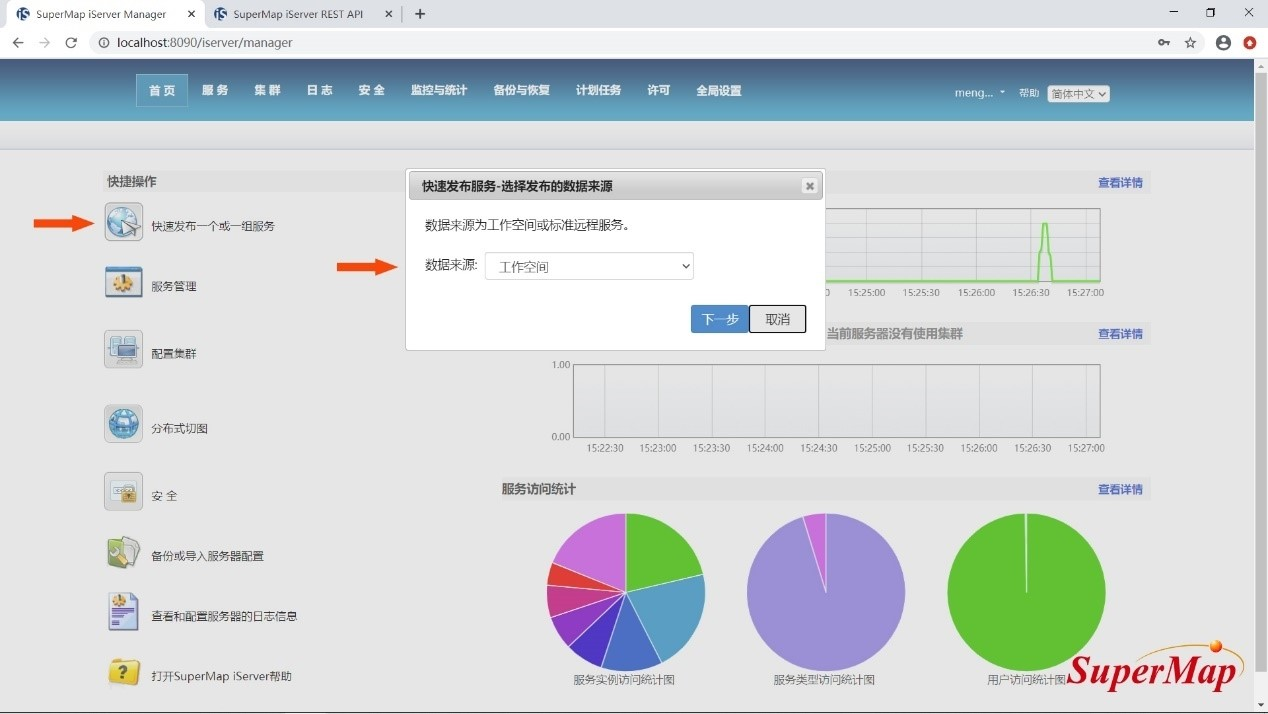 SuperMap iServer Manager
SuperMap iServer REST API
localhost:8090/iserver/manager
首页 服务 集群 日志 安全 监控与统计 备份与恢复 计划任务 许可 全局设置
meng... 帮助 简体中文
快捷操作
快速发布一个或一组服务
服务管理
配置集群
分布式切图
安全
备份或导入服务器配置
查看和配置服务器的日志信息
打开SuperMap iServer帮助
快速发布服务-选择发布的数据来源
数据来源为工作空间或标准远程服务。
数据来源: 工作空间
下一步 取消
查看详情
15:25:00 15:25:30 15:26:00 15:26:30 15:27:00
当前服务器没有使用集群 查看详情
1.00
0.00
15:22:30 15:23:00 15:23:30 15:24:00 15:24:30 15:25:00 15:25:30 15:26:00 15:26:30 15:27:00
服务访问统计 查看详情
服务实例访问统计图 服务类型访问统计图 用户访问统计图
SuperMap